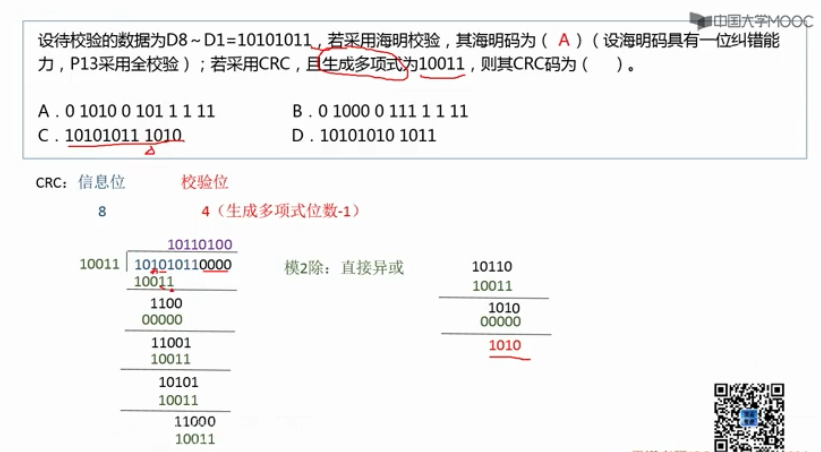 中国大学MOOC
设待校验的数据为D8～D1=10101011，若采用海明校验，其海明码为（ A ）（设海明码具有一位纠错能
力，P13采用全校验）；若采用CRC，且生成多项式为10011，则其CRC码为（ ）。
A．0 1010 0 101 1 1 11 B．0 1000 0 111 1 1 11
C．10101011 1010 D．10101010 1011
CRC：信息位 校验位
8 4（生成多项式位数-1）
10110100
10011 101010110000 模2除：直接异或 10110
10011 10011
1100 1010
00000 00000
11001 1010
10011
10101
10011
11000
10011